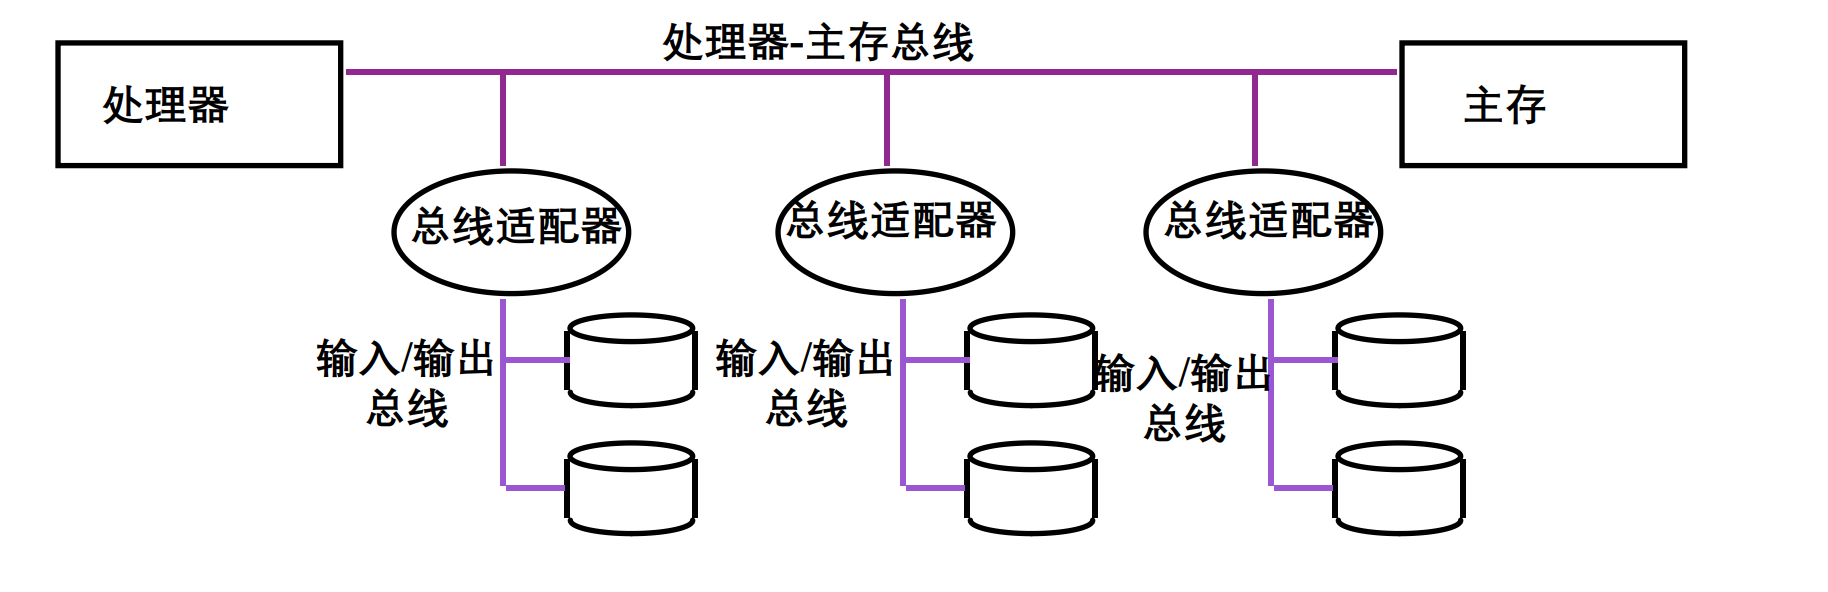 处理器-主存总线
处理器
主存
总线适配器
总线适配器
总线适配器
输入/输出
总线
输入/输出
总线
输入/输出
总线